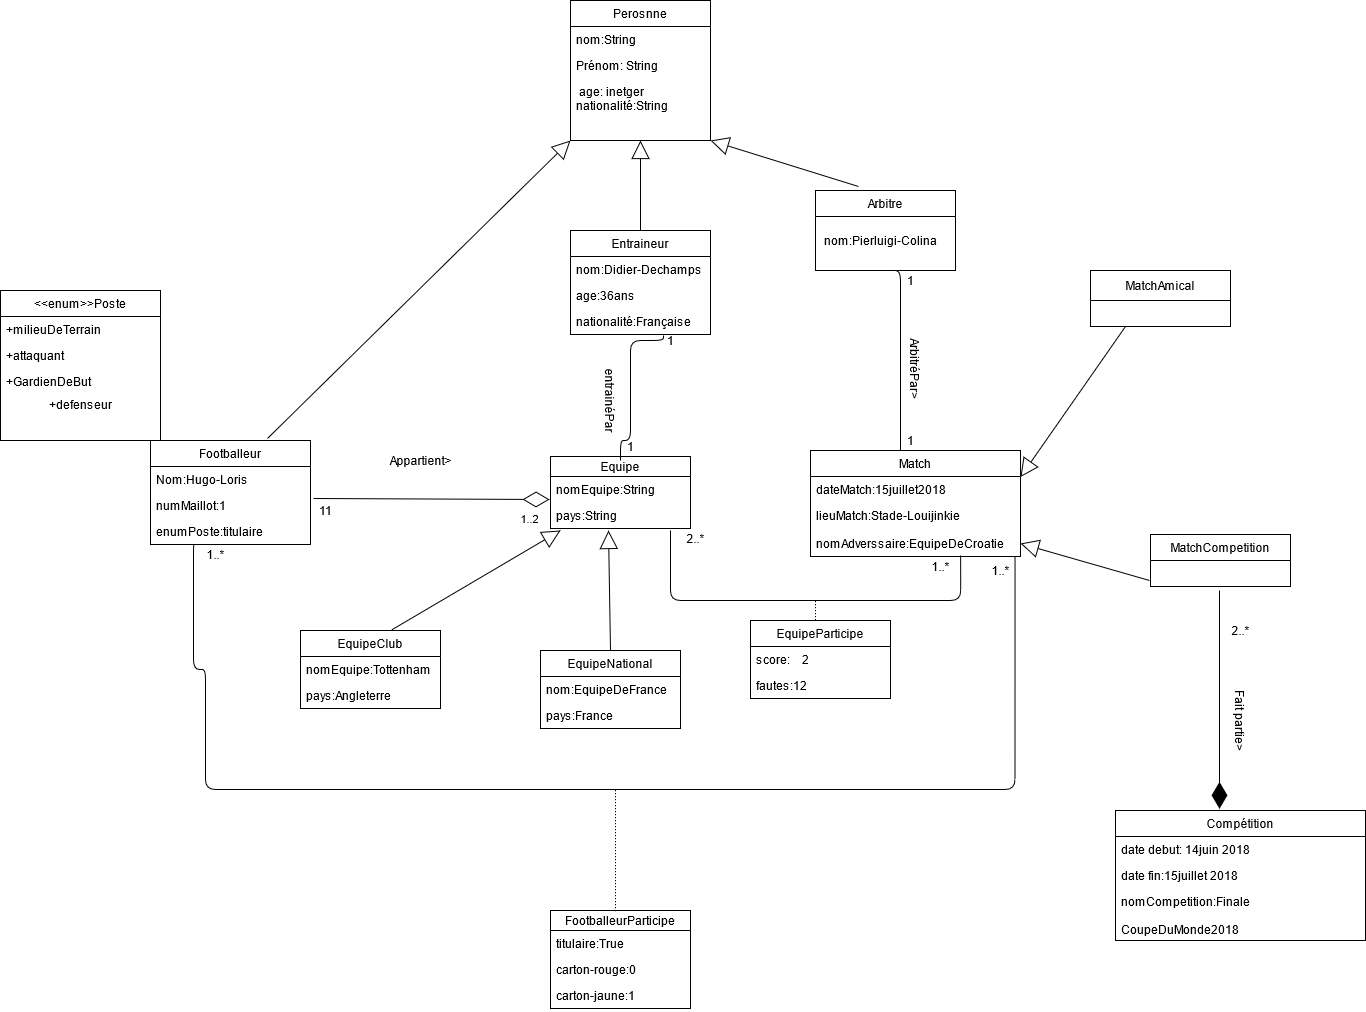 Perosnne
nom:String
Prénom: String
age: inetger
nationalité:String
Arbitre
nom:Pierluigi-Colina
1
Entraineur
nom:Didier-Dechamps
age:36ans
nationalité:Française
1
MatchAmical
<<enum>>Poste
+milieuDeTerrain
+attaquant
+GardienDeBut
+defenseur
entrainéPar
ArbitréPar>
1
1
Footballeur
Nom:Hugo-Loris
numMaillot:1
enumPoste:titulaire
1..*
Appartient>
11
1..2
Equipe
nomEquipe:String
pays:String
2..*
Match
dateMatch:15juillet2018
lieuMatch:Stade-Louijinkie
nomAdverssaire:EquipeDeCroatie
1..*
1..*
MatchCompetition
2..*
Fait partie>
EquipeClub
nomEquipe:Tottenham
pays:Angleterre
EquipeNational
nom:EquipeDeFrance
pays:France
EquipeParticipe
score: 2
fautes:12
Compétition
date debut: 14juin 2018
date fin:15juillet 2018
nomCompetition:Finale
CoupeDuMonde2018
FootballeurParticipe
titulaire:True
carton-rouge:0
carton-jaune:1